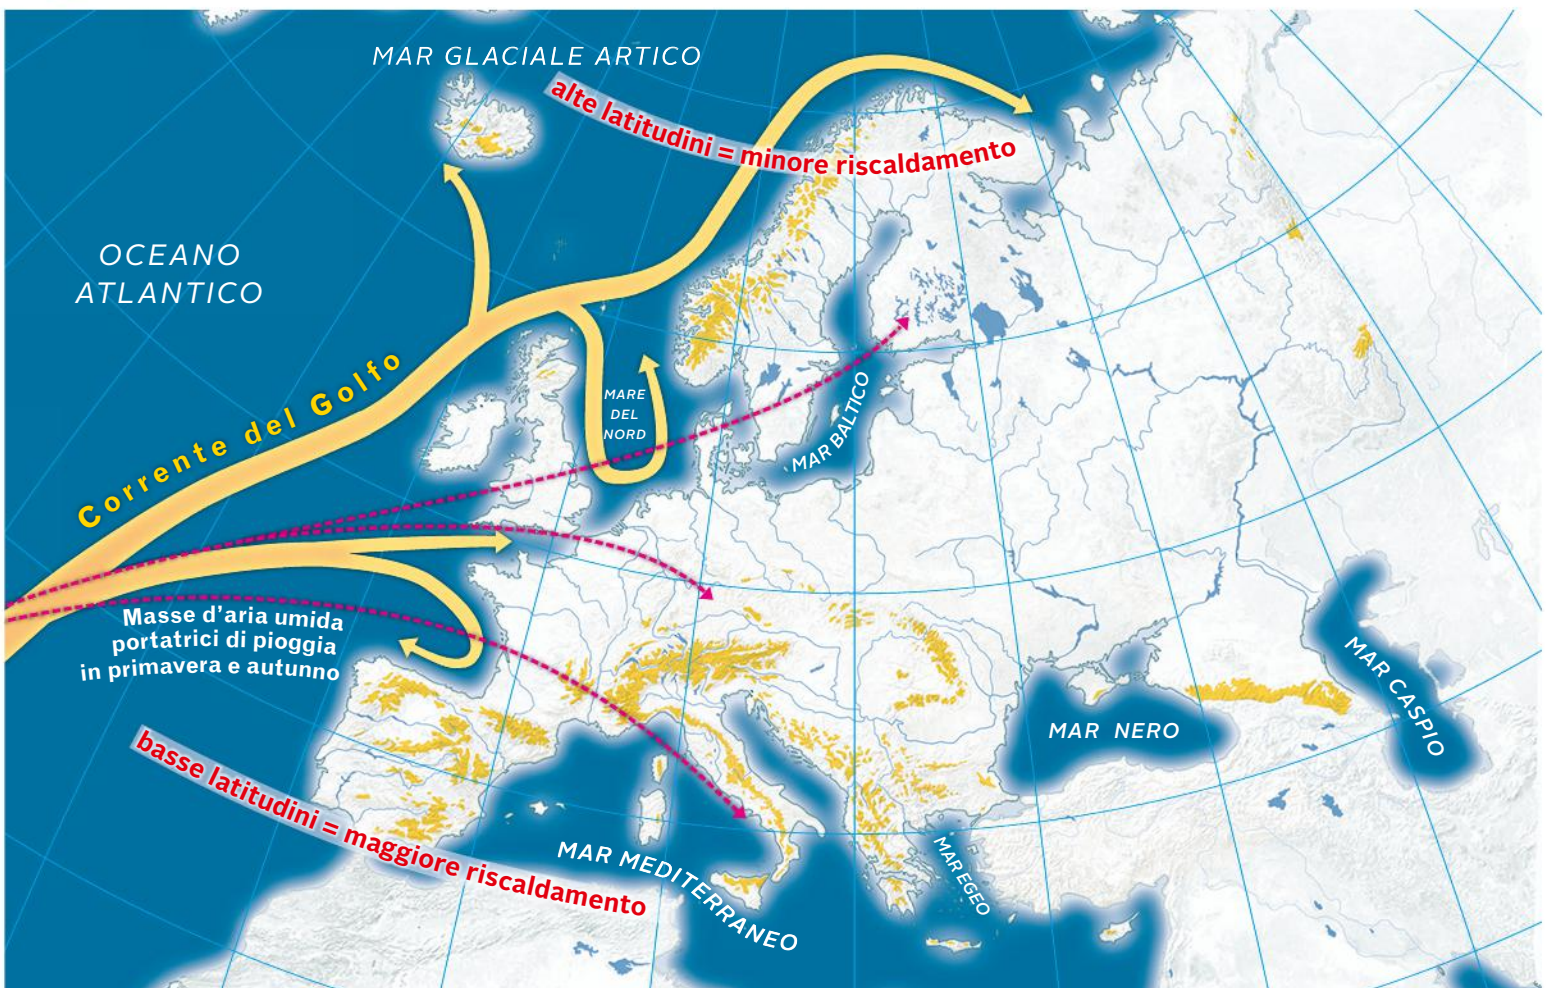 MAR GLACIALE ARTICO
alte latitudini = minore riscaldamento
OCEANO
ATLANTICO
Corrente del Golfo
MARE
DEL
NORD
MAR BALTICO
Masse d’aria umida
portatrici di pioggia
in primavera e autunno
MAR CASPIO
MAR NERO
basse latitudini = maggiore riscaldamento
MAR MEDITERRANEO
MAR EGEO